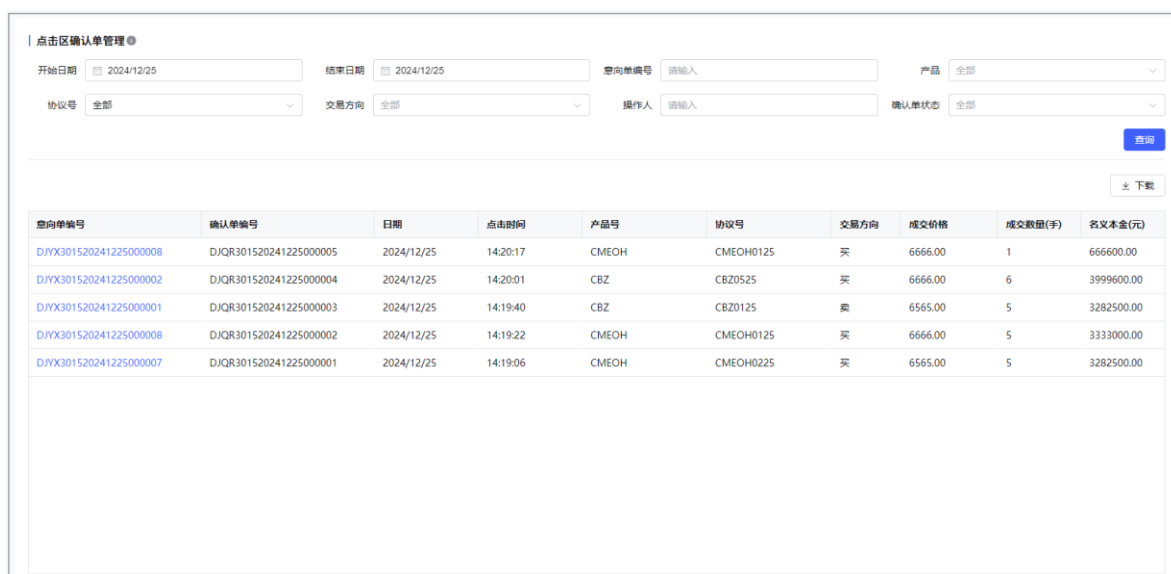 点击区确认单管理
开始日期 2024/12/25 结束日期 2024/12/25 意向单编号 请输入 产品 全部
协议号 全部 交易方向 全部 操作人 请输入 确认单状态 全部
查询
下载
意向单编号 确认单编号 日期 点击时间 产品号 协议号 交易方向 成交价格 成交数量(手) 名义本金(元)
DJYX301520241225000008 DJQR301520241225000005 2024/12/25 14:20:17 CMEOH CMEOH0125 买 6666.00 1 666600.00
DJYX301520241225000002 DJQR301520241225000004 2024/12/25 14:20:01 CBZ CBZ0525 买 6666.00 6 3999600.00
DJYX301520241225000001 DJQR301520241225000003 2024/12/25 14:19:40 CBZ CBZ0125 卖 6565.00 5 3282500.00
DJYX301520241225000008 DJQR301520241225000002 2024/12/25 14:19:22 CMEOH CMEOH0125 买 6666.00 5 3333000.00
DJYX301520241225000007 DJQR301520241225000001 2024/12/25 14:19:06 CMEOH CMEOH0225 买 6565.00 5 3282500.00